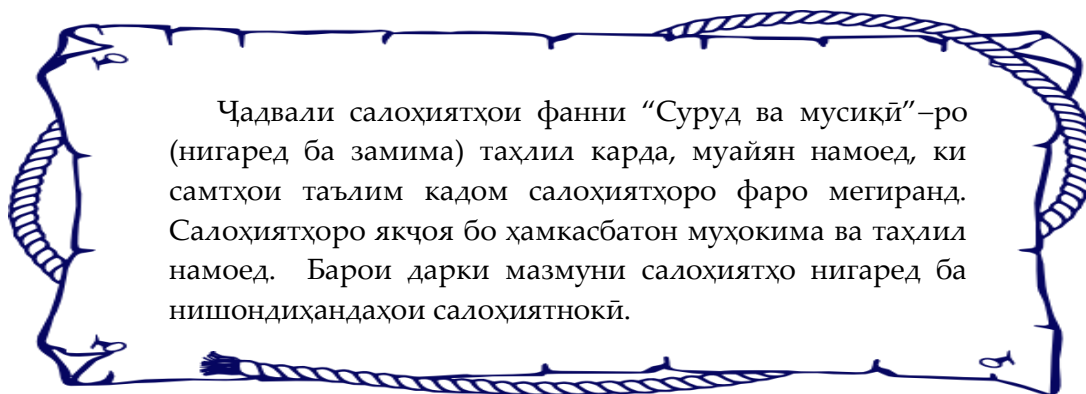 Ҷадвали салоҳиятҳои фанни “Суруд ва мусиқӣ”–ро
(нигаред ба замима) таҳлил карда, муайян намоед, ки
самтҳои таълим кадом салоҳиятҳоро фаро мегиранд.
Салоҳиятҳоро якҷоя бо ҳамкасбатон муҳокима ва таҳлил
намоед. Барои дарки мазмуни салоҳиятҳо нигаред ба
нишондиҳандаҳои салоҳиятнокӣ.